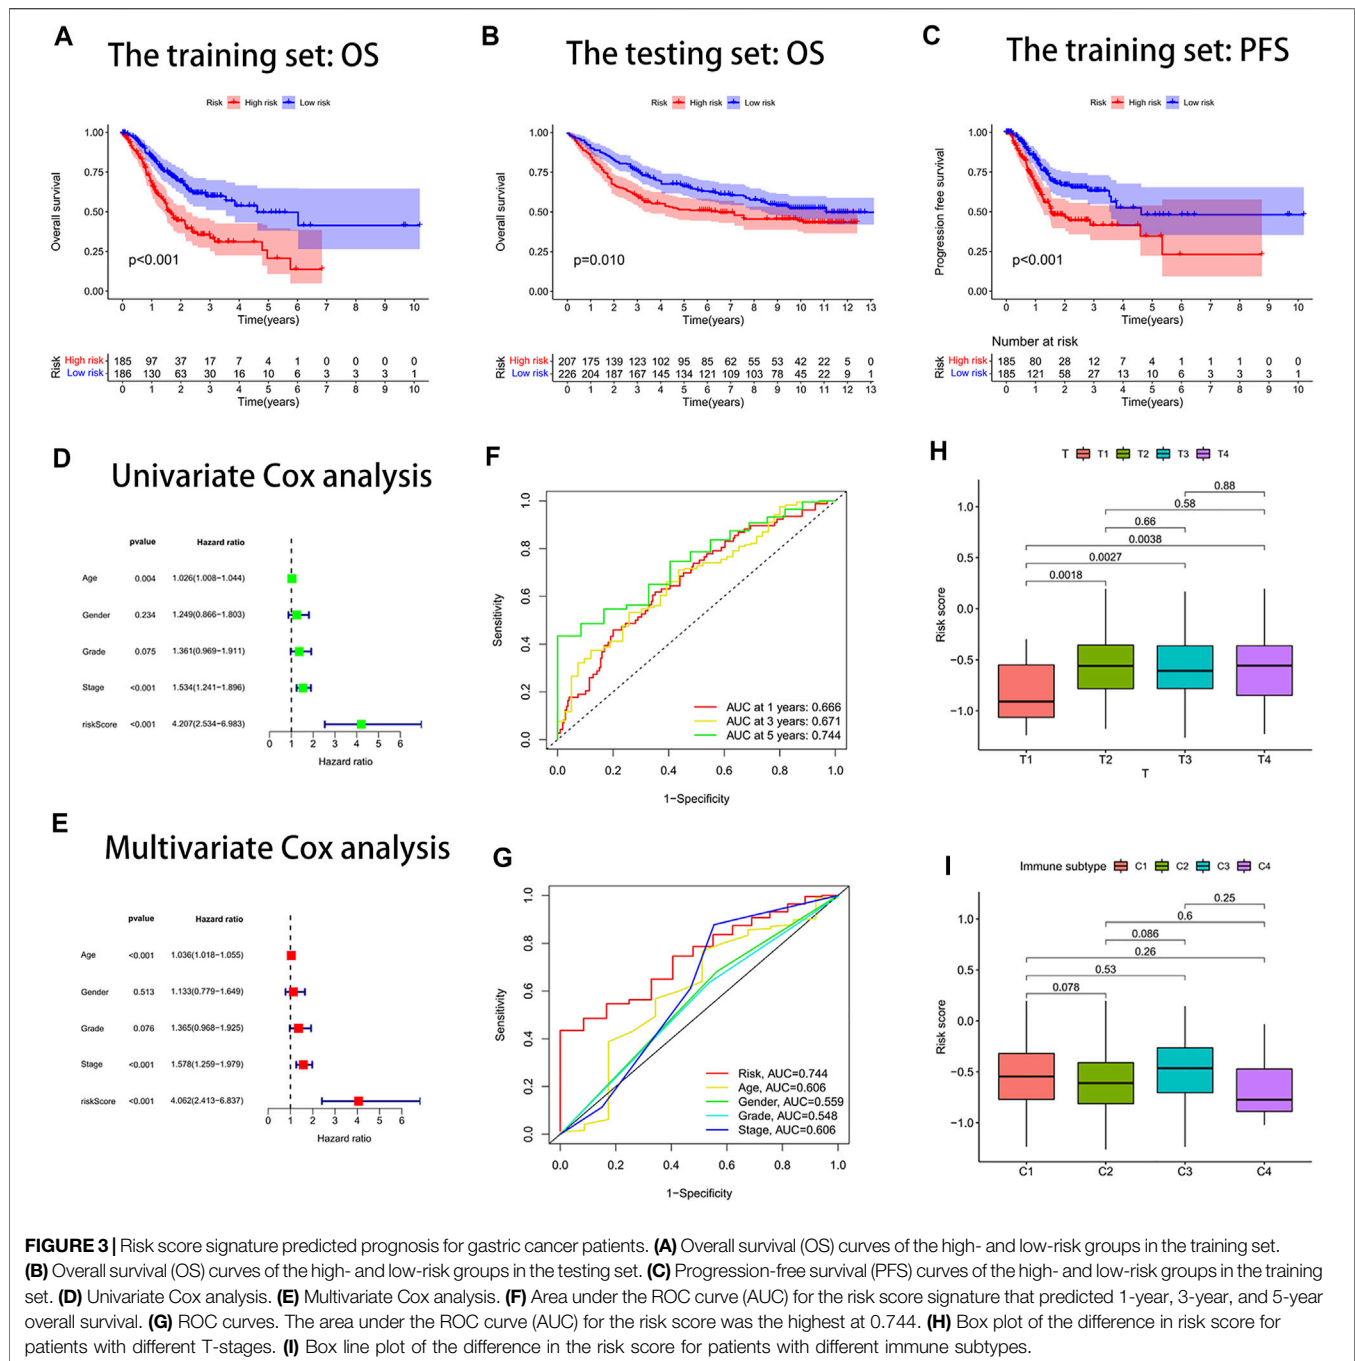 A
The training set: OS
Risk High risk Low risk
Overall survival
1.00
0.75
0.50
0.25
0.00
p<0.001
0 1 2 3 4 5 6 7 8 9 10
Time(years)
Risk
High risk 185 97 37 17 7 4 1 0 0 0 0
Low risk 186 130 63 30 16 10 6 3 3 3 1
0 1 2 3 4 5 6 7 8 9 10
Time(years)
B
The testing set: OS
Risk High risk Low risk
Overall survival
1.00
0.75
0.50
0.25
0.00
p=0.010
0 1 2 3 4 5 6 7 8 9 10 11 12 13
Time(years)
Risk
High risk 207 175 139 123 102 95 85 62 55 53 42 22 5 0
Low risk 226 204 187 167 145 134 121 109 103 78 45 22 9 1
0 1 2 3 4 5 6 7 8 9 10 11 12 13
Time(years)
C
The training set: PFS
Risk High risk Low risk
Progression free survival
1.00
0.75
0.50
0.25
0.00
p<0.001
0 1 2 3 4 5 6 7 8 9 10
Time(years)
Number at risk
Risk
High risk 185 80 28 12 7 4 1 1 1 0 0
Low risk 185 121 58 27 13 10 6 3 3 3 1
0 1 2 3 4 5 6 7 8 9 10
Time(years)
D
Univariate Cox analysis
pvalue Hazard ratio
Age 0.004 1.026(1.008−1.044)
Gender 0.234 1.249(0.866−1.803)
Grade 0.075 1.361(0.969−1.911)
Stage <0.001 1.534(1.241−1.896)
riskScore <0.001 4.207(2.534−6.983)
0 1 2 3 4 5 6
Hazard ratio
E
Multivariate Cox analysis
pvalue Hazard ratio
Age <0.001 1.036(1.018−1.055)
Gender 0.513 1.133(0.779−1.649)
Grade 0.076 1.365(0.968−1.925)
Stage <0.001 1.578(1.259−1.979)
riskScore <0.001 4.062(2.413−6.837)
0 1 2 3 4 5 6
Hazard ratio
F
Sensitivity
1.0
0.8
0.6
0.4
0.2
0.0
AUC at 1 years: 0.666
AUC at 3 years: 0.671
AUC at 5 years: 0.744
0.0 0.2 0.4 0.6 0.8 1.0
1−Specificity
G
Sensitivity
1.0
0.8
0.6
0.4
0.2
0.0
Risk, AUC=0.744
Age, AUC=0.606
Gender, AUC=0.559
Grade, AUC=0.548
Stage, AUC=0.606
0.0 0.2 0.4 0.6 0.8 1.0
1−Specificity
H
T T1 T2 T3 T4
Risk score
1.0
0.5
0.0
−0.5
−1.0
0.88
0.58
0.66
0.0038
0.0027
0.0018
T1 T2 T3 T4
T
I
Immune subtype C1 C2 C3 C4
Risk score
1.0
0.5
0.0
−0.5
−1.0
0.25
0.6
0.086
0.26
0.53
0.078
C1 C2 C3 C4
FIGURE 3 | Risk score signature predicted prognosis for gastric cancer patients. (A) Overall survival (OS) curves of the high- and low-risk groups in the training set.
(B) Overall survival (OS) curves of the high- and low-risk groups in the testing set. (C) Progression-free survival (PFS) curves of the high- and low-risk groups in the training
set. (D) Univariate Cox analysis. (E) Multivariate Cox analysis. (F) Area under the ROC curve (AUC) for the risk score signature that predicted 1-year, 3-year, and 5-year
overall survival. (G) ROC curves. The area under the ROC curve (AUC) for the risk score was the highest at 0.744. (H) Box plot of the difference in risk score for
patients with different T-stages. (I) Box line plot of the difference in the risk score for patients with different immune subtypes.